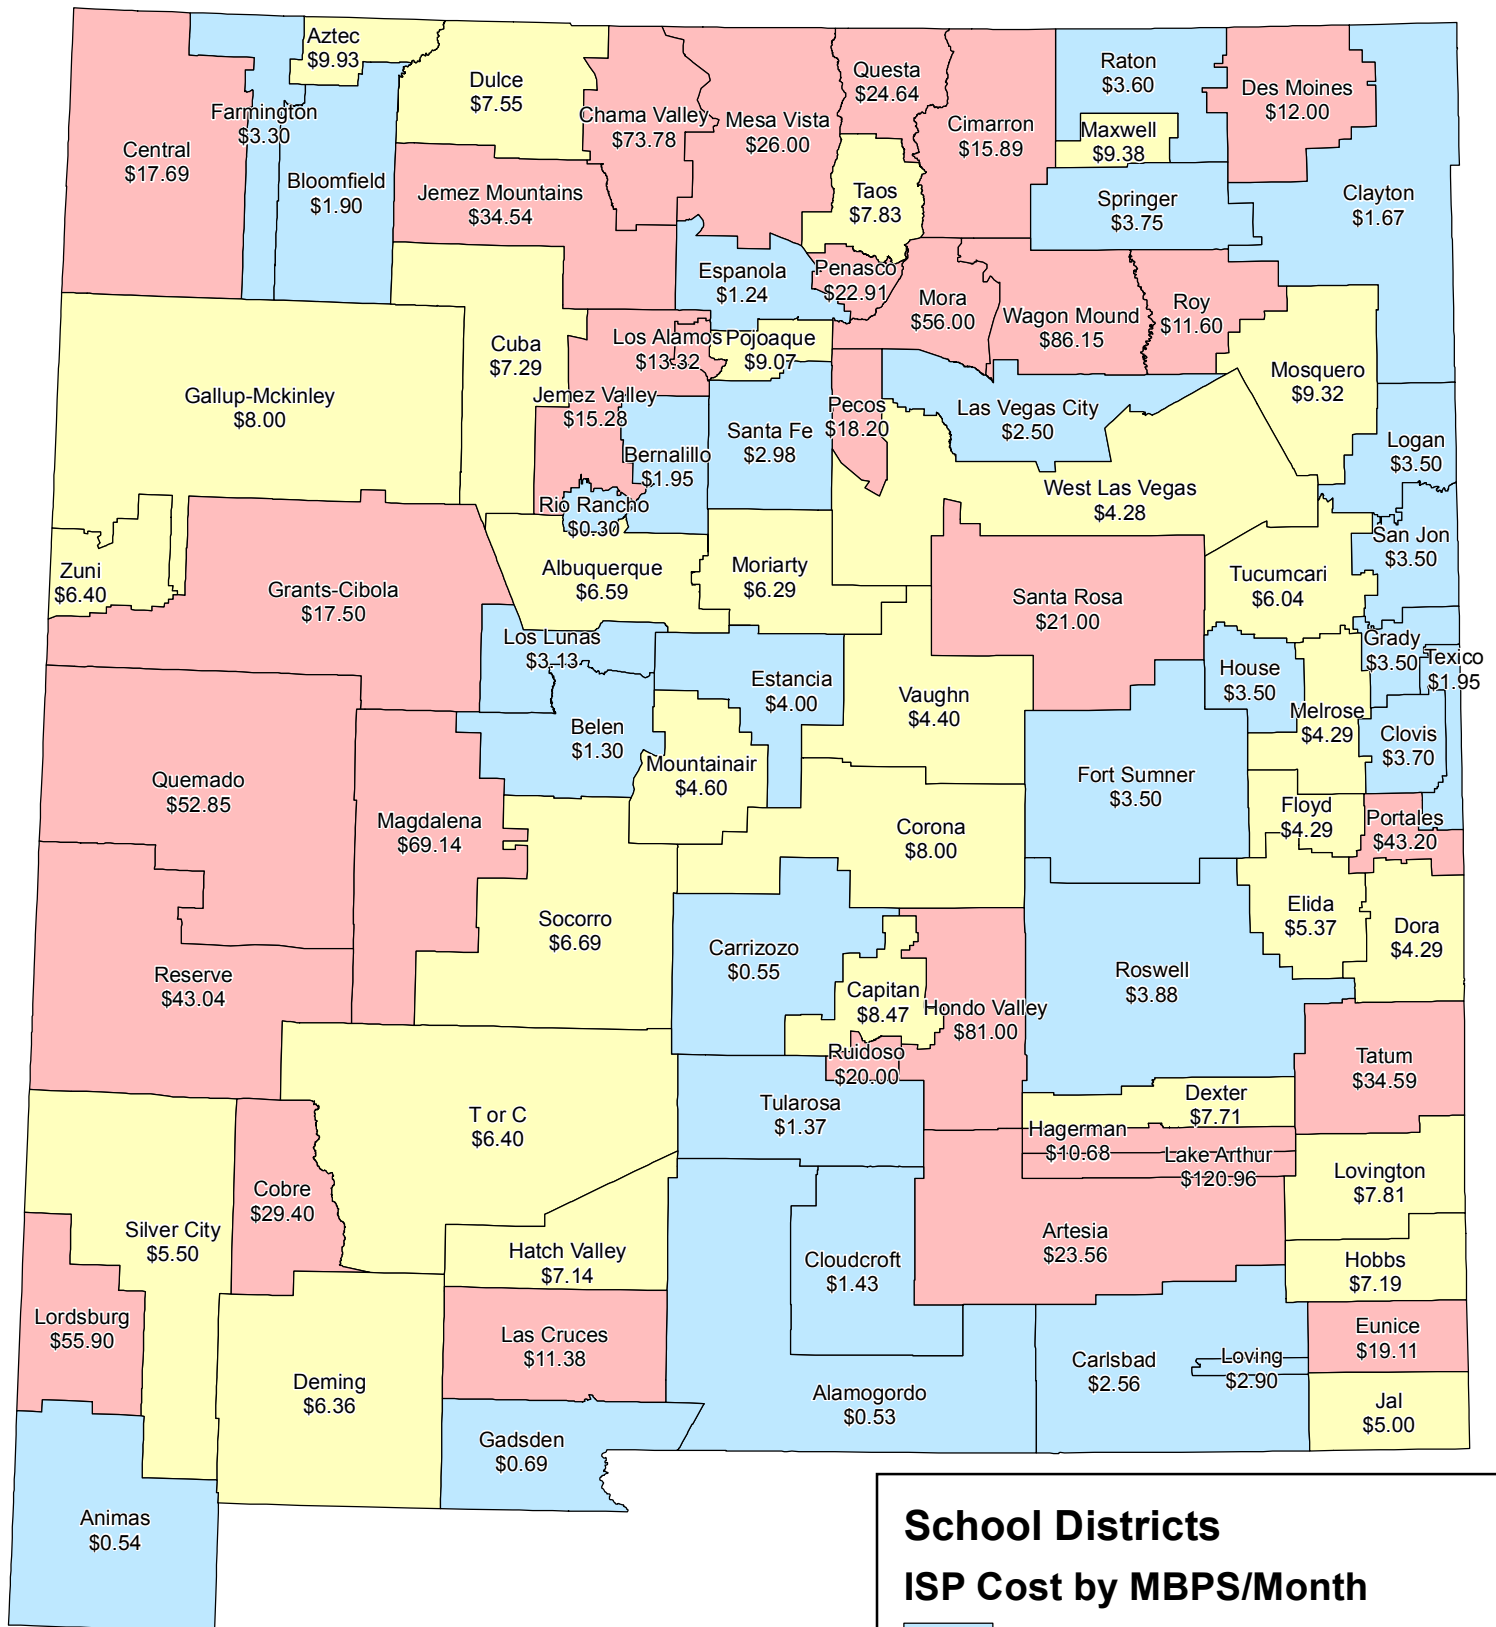 Aztec
$9.93
Dulce
$7.55
Farmington
$3.30
Central
$17.69
Bloomfield
$1.90
Chama Valley
$73.78
Mesa Vista
$26.00
Questa
$24.64
Cimarron
$15.89
Raton
$3.60
Maxwell
$9.38
Des Moines
$12.00
Jemez Mountains
$34.54
Taos
$7.83
Springer
$3.75
Clayton
$1.67
Espanola
$1.24
Penasco
$22.91
Mora
$56.00
Wagon Mound
$86.15
Roy
$11.60
Cuba
$7.29
Los Alamos
$13.32
Pojoaque
$9.07
Mosquero
$9.32
Gallup-Mckinley
$8.00
Jemez Valley
$15.28
Pecos
$18.20
Las Vegas City
$2.50
Santa Fe
$2.98
Bernalillo
$1.95
Logan
$3.50
Rio Rancho
$0.30
West Las Vegas
$4.28
San Jon
$3.50
Zuni
$6.40
Grants-Cibola
$17.50
Albuquerque
$6.59
Moriarty
$6.29
Tucumcari
$6.04
Santa Rosa
$21.00
Los Lunas
$3.13
Grady
$3.50
Texico
$1.95
House
$3.50
Estancia
$4.00
Vaughn
$4.40
Melrose
$4.29
Belen
$1.30
Clovis
$3.70
Mountainair
$4.60
Quemado
$52.85
Fort Sumner
$3.50
Magdalena
$69.14
Corona
$8.00
Floyd
$4.29
Portales
$43.20
Socorro
$6.69
Elida
$5.37
Dora
$4.29
Carrizozo
$0.55
Reserve
$43.04
Roswell
$3.88
Capitan
$8.47
Hondo Valley
$81.00
Ruidoso
$20.00
Tatum
$34.59
Tularosa
$1.37
Dexter
$7.71
T or C
$6.40
Hagerman
$10.68
Lake Arthur
$120.96
Lovington
$7.81
Cobre
$29.40
Silver City
$5.50
Hatch Valley
$7.14
Cloudcroft
$1.43
Artesia
$23.56
Hobbs
$7.19
Lordsburg
$55.90
Las Cruces
$11.38
Eunice
$19.11
Carlsbad
$2.56
Loving
$2.90
Deming
$6.36
Alamogordo
$0.53
Jal
$5.00
Gadsden
$0.69
Animas
$0.54
School Districts
ISP Cost by MBPS/Month